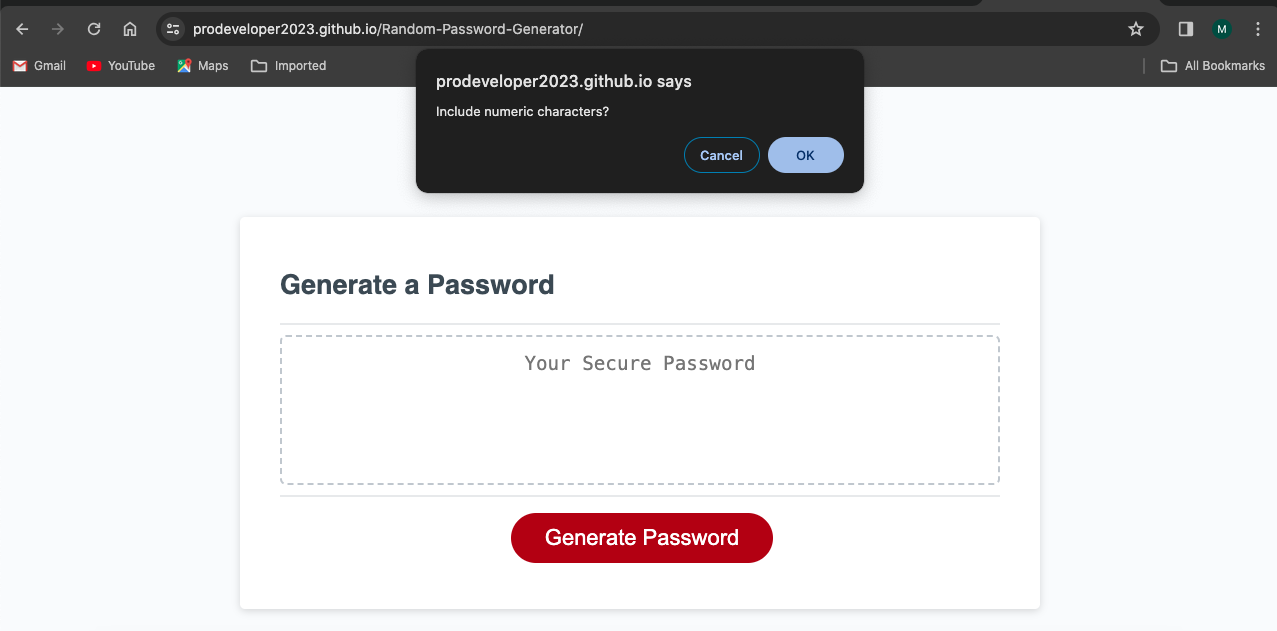 prodeveloper2023.github.io/Random-Password-Generator/
M
Gmail YouTube Maps Imported All Bookmarks
prodeveloper2023.github.io says
Include numeric characters?
Cancel OK
Generate a Password
Your Secure Password
Generate Password